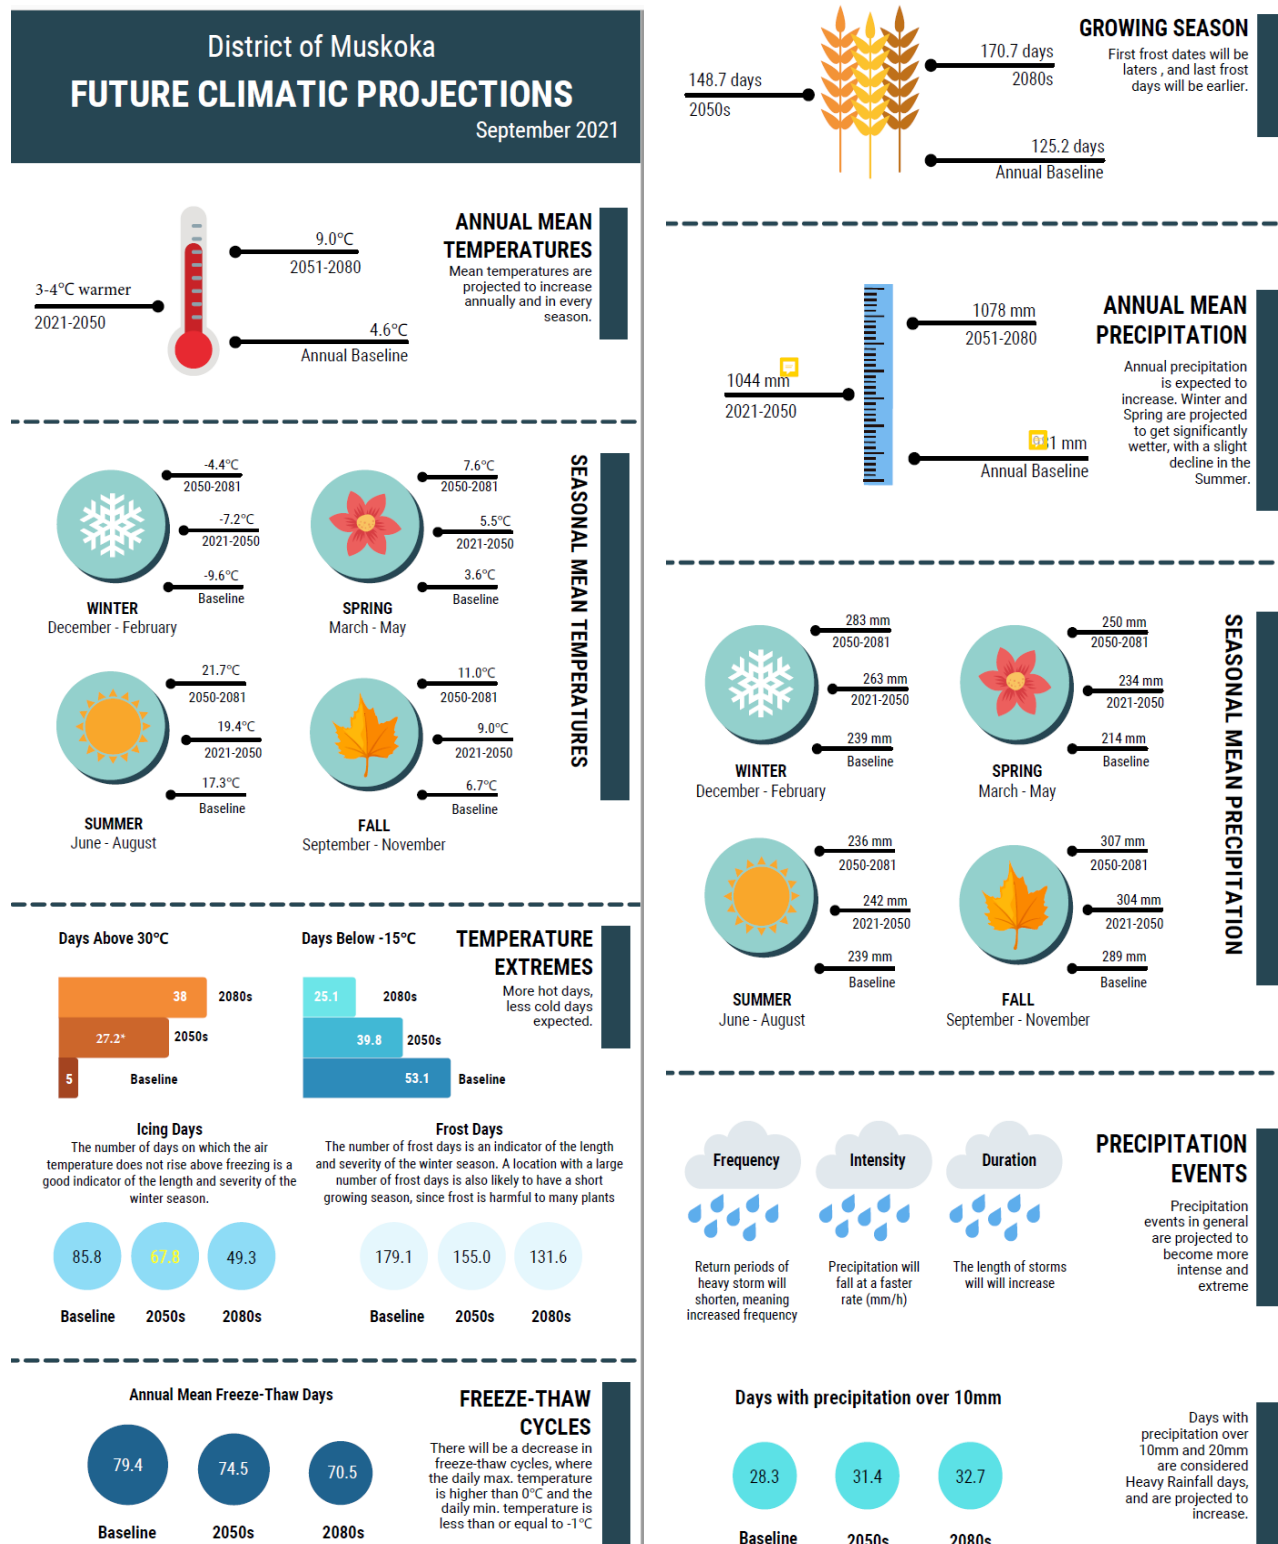 District of Muskoka
FUTURE CLIMATIC PROJECTIONS
September 2021
ANNUAL MEAN
TEMPERATURES
Mean temperatures are
projected to increase
annually and in every
season.
9.0°C
2051-2080
3-4°C warmer
2021-2050
4.6°C
Annual Baseline
SEASONAL MEAN TEMPERATURES
-4.4°C
2050-2081
-7.2°C
2021-2050
-9.6°C
Baseline
WINTER
December - February
7.6°C
2050-2081
5.5°C
2021-2050
3.6°C
Baseline
SPRING
March - May
21.7°C
2050-2081
19.4°C
2021-2050
17.3°C
Baseline
SUMMER
June - August
11.0°C
2050-2081
9.0°C
2021-2050
6.7°C
Baseline
FALL
September - November
TEMPERATURE
EXTREMES
More hot days,
less cold days
expected.
Days Above 30°C
38
2080s
27.2*
2050s
5
Baseline
Days Below -15°C
25.1
2080s
39.8
2050s
53.1
Baseline
Icing Days
The number of days on which the air
temperature does not rise above freezing is a
good indicator of the length and severity of the
winter season.
85.8
67.8
49.3
Baseline
2050s
2080s
Frost Days
The number of frost days is an indicator of the length
and severity of the winter season. A location with a large
number of frost days is also likely to have a short
growing season, since frost is harmful to many plants
179.1
155.0
131.6
Baseline
2050s
2080s
Annual Mean Freeze-Thaw Days
79.4
74.5
70.5
Baseline
2050s
2080s
FREEZE-THAW
CYCLES
There will be a decrease in
freeze-thaw cycles, where
the daily max. temperature
is higher than 0°C and the
daily min. temperature is
less than or equal to -1°C
GROWING SEASON
First frost dates will be
laters , and last frost
days will be earlier.
170.7 days
2080s
148.7 days
2050s
125.2 days
Annual Baseline
ANNUAL MEAN
PRECIPITATION
Annual precipitation
is expected to
increase. Winter and
Spring are projected
to get significantly
wetter, with a slight
decline in the
Summer.
1078 mm
2051-2080
1044 mm
2021-2050
mm
Annual Baseline
SEASONAL MEAN PRECIPITATION
283 mm
2050-2081
263 mm
2021-2050
239 mm
Baseline
WINTER
December - February
250 mm
2050-2081
234 mm
2021-2050
214 mm
Baseline
SPRING
March - May
236 mm
2050-2081
242 mm
2021-2050
239 mm
Baseline
SUMMER
June - August
307 mm
2050-2081
304 mm
2021-2050
289 mm
Baseline
FALL
September - November
PRECIPITATION
EVENTS
Precipitation
events in general
are projected to
become more
intense and
extreme
Frequency
Return periods of
heavy storm will
shorten, meaning
increased frequency
Intensity
Precipitation will
fall at a faster
rate (mm/h)
Duration
The length of storms
will will increase
Days with precipitation over 10mm
28.3
31.4
32.7
Baseline
2050s
2080s
Days with
precipitation over
10mm and 20mm
are considered
Heavy Rainfall days,
and are projected to
increase.